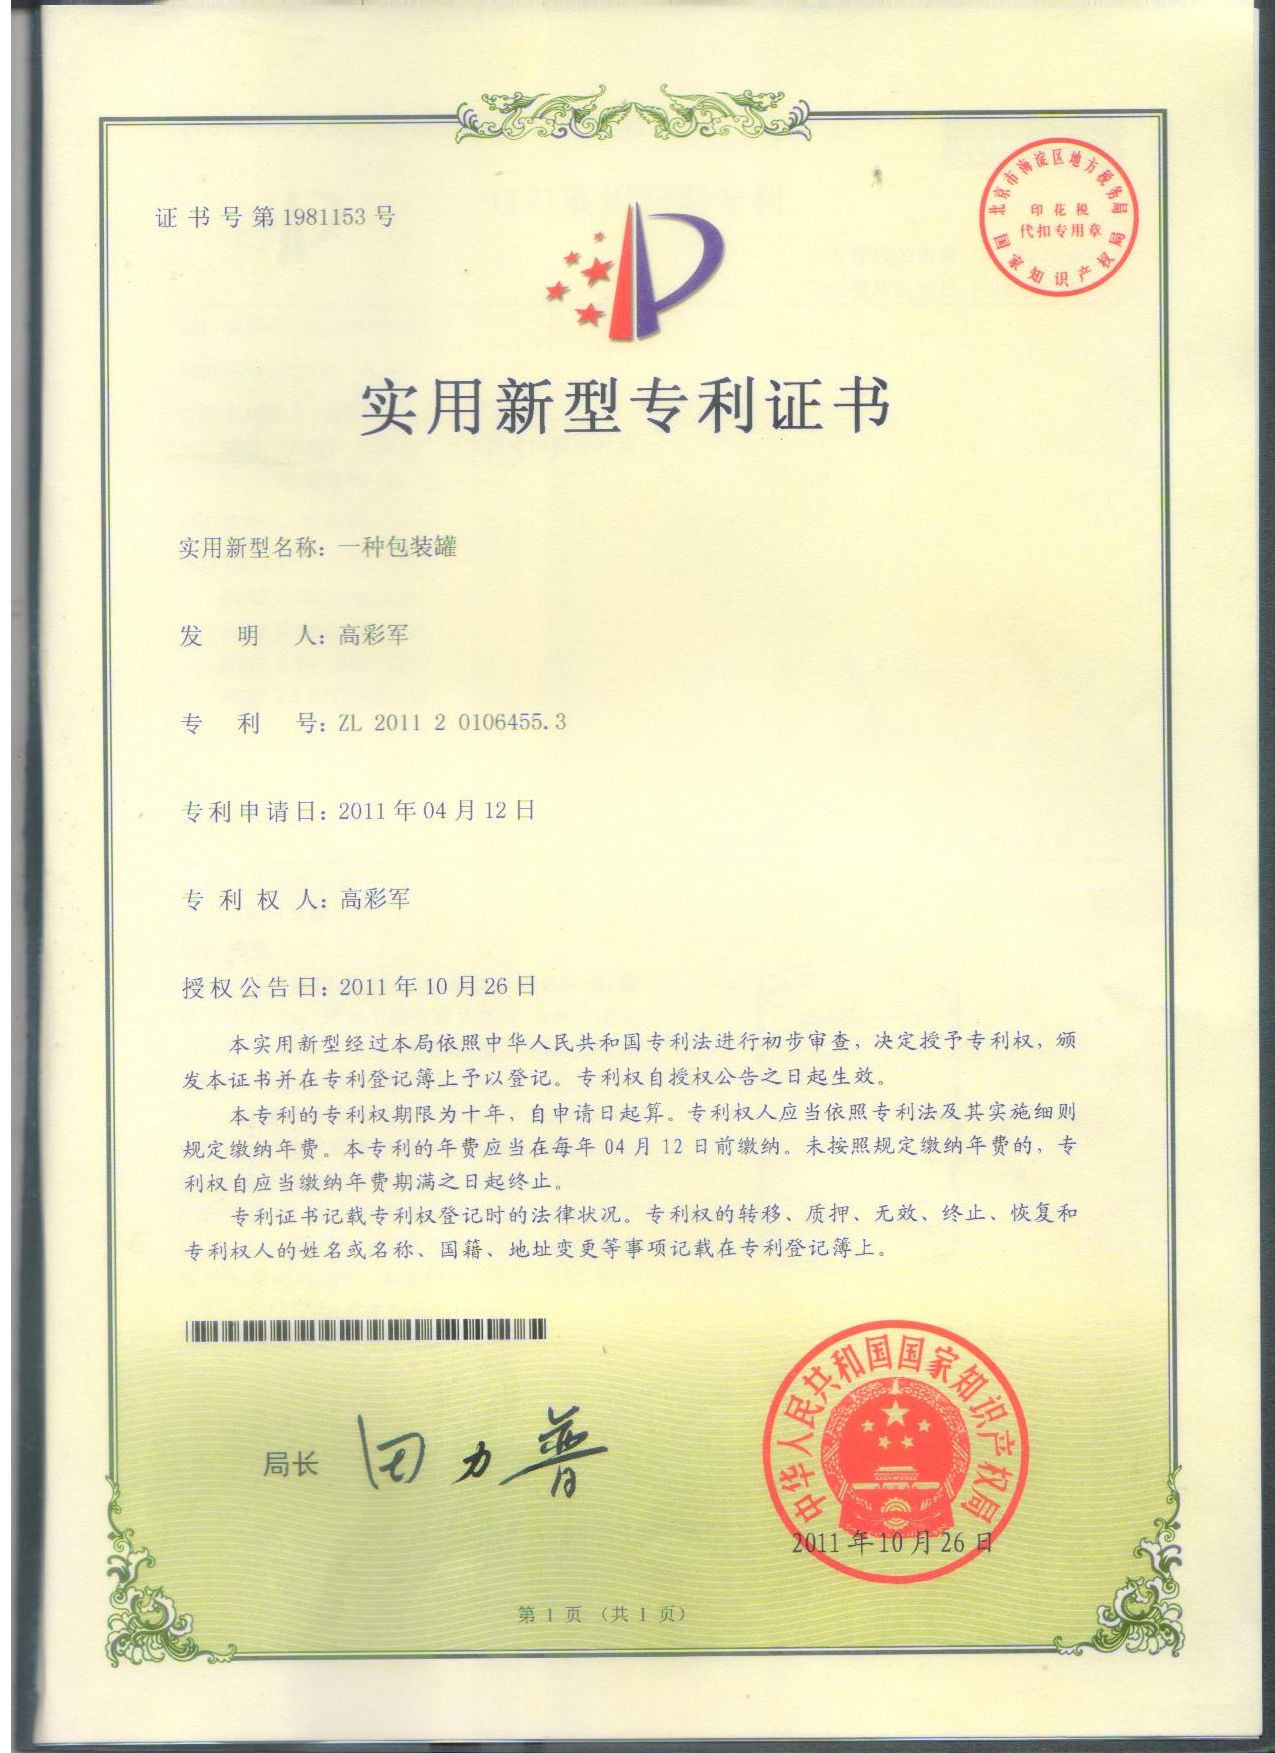 证书号第1981153号
北京市海淀区地方税务局
印花税
代扣专用章
国家知识产权局
实用新型专利证书
实用新型名称：一种包装罐
发明人：高彩军
专利号：ZL 2011 2 0106455.3
专利申请日：2011年04月12日
专利权人：高彩军
授权公告日：2011年10月26日
本实用新型经过本局依照中华人民共和国专利法进行初步审查，决定授予专利权，颁
发本证书并在专利登记簿上予以登记。专利权自授权公告之日起生效。
本专利的专利权期限为十年，自申请日起算。专利权人应当依照专利法及其实施细则
规定缴纳年费。本专利的年费应当在每年04月12日前缴纳。未按照规定缴纳年费的，专
利权自应当缴纳年费期满之日起终止。
专利证书记载专利权登记时的法律状况。专利权的转移、质押、无效、终止、恢复和
专利权人的姓名或名称、国籍、地址变更等事项记载在专利登记簿上。
局长 田力普
中华人民共和国国家知识产权局
2011年10月26日
第1页（共1页）